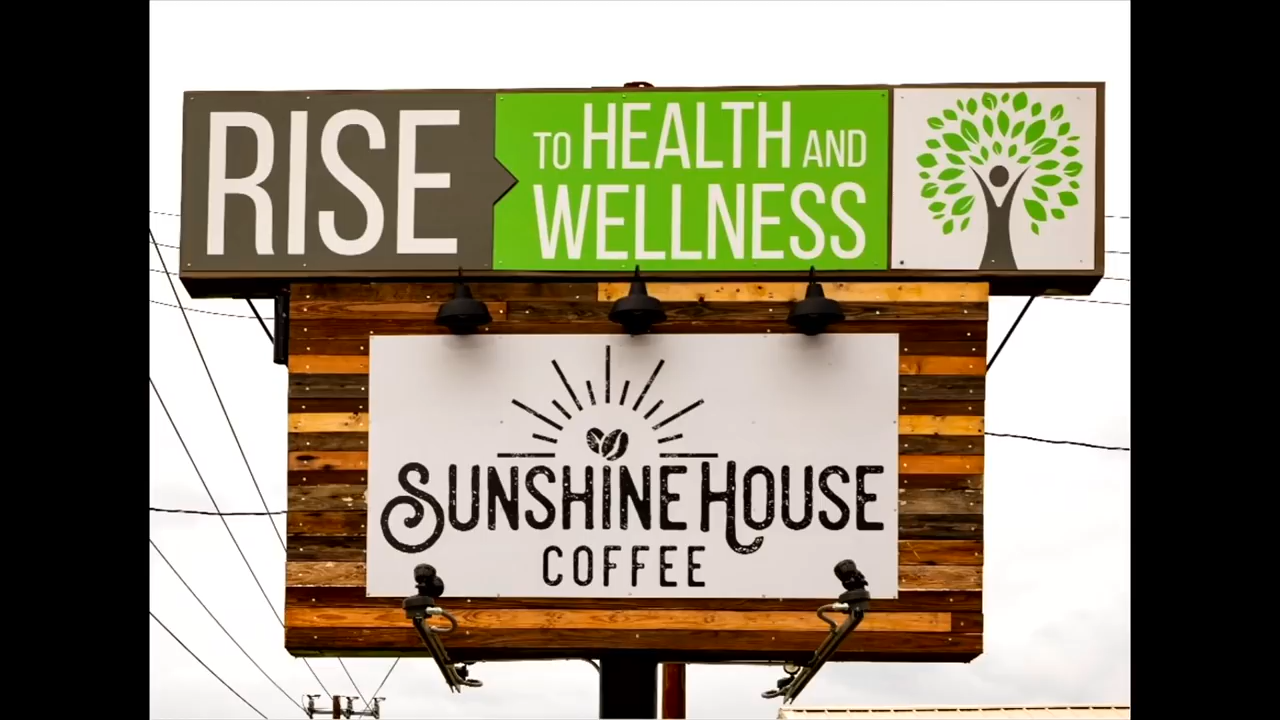 RISE
TO HEALTH AND
WELLNESS
SUNSHINE HOUSE
COFFEE